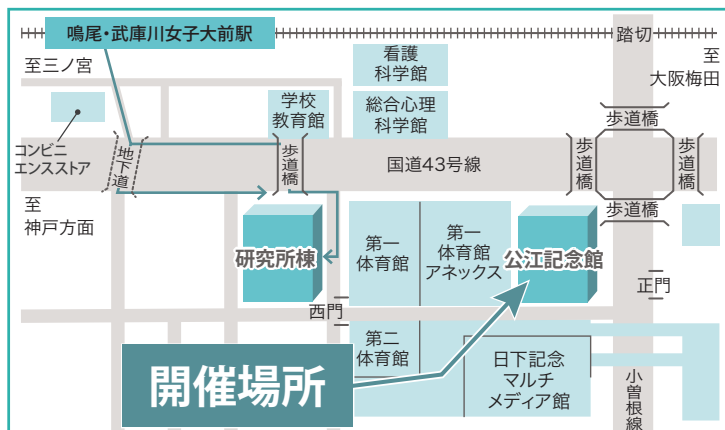 鳴尾・武庫川女子大前駅
踏切
至三ノ宮
看護
科学館
至
大阪梅田
学校
教育館
総合心理
科学館
歩道橋
コンビニ
エンスストア
地下道
歩道橋
国道43号線
歩道橋
歩道橋
至
神戸方面
歩道橋
研究所棟
第一
体育館
第一
体育館
アネックス
公江記念館
西門
正門
第二
体育館
開催場所
日下記念
マルチ
メディア館
小曽根線